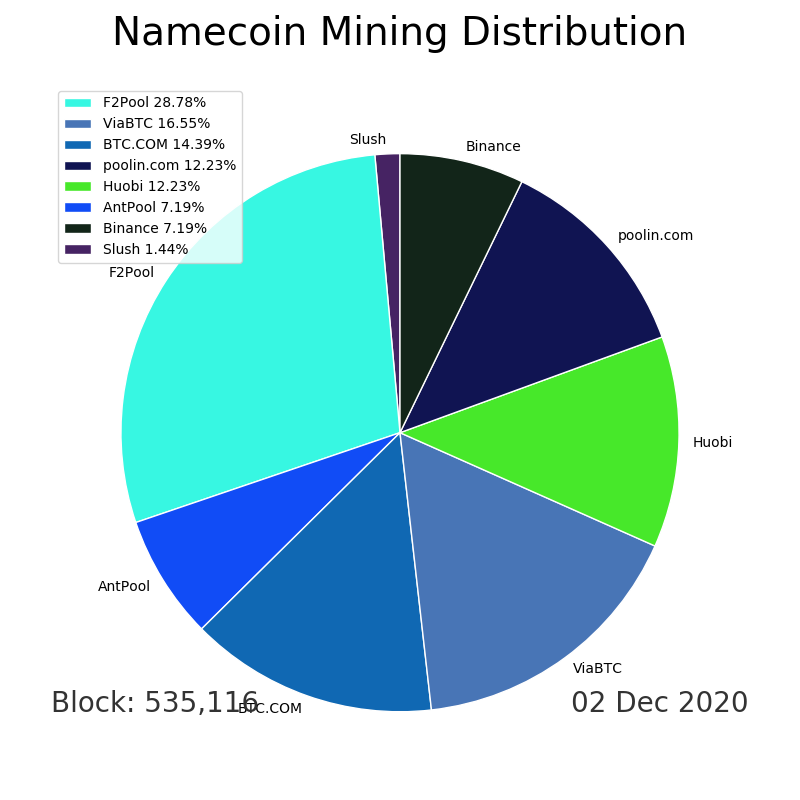 Namecoin Mining Distribution
F2Pool 28.78%
ViaBTC 16.55%
BTC.COM 14.39%
poolin.com 12.23%
Huobi 12.23%
AntPool 7.19%
Binance 7.19%
Slush 1.44%
Slush
Binance
poolin.com
F2Pool
Huobi
AntPool
ViaBTC
Block: 535,116
BTC.COM
02 Dec 2020